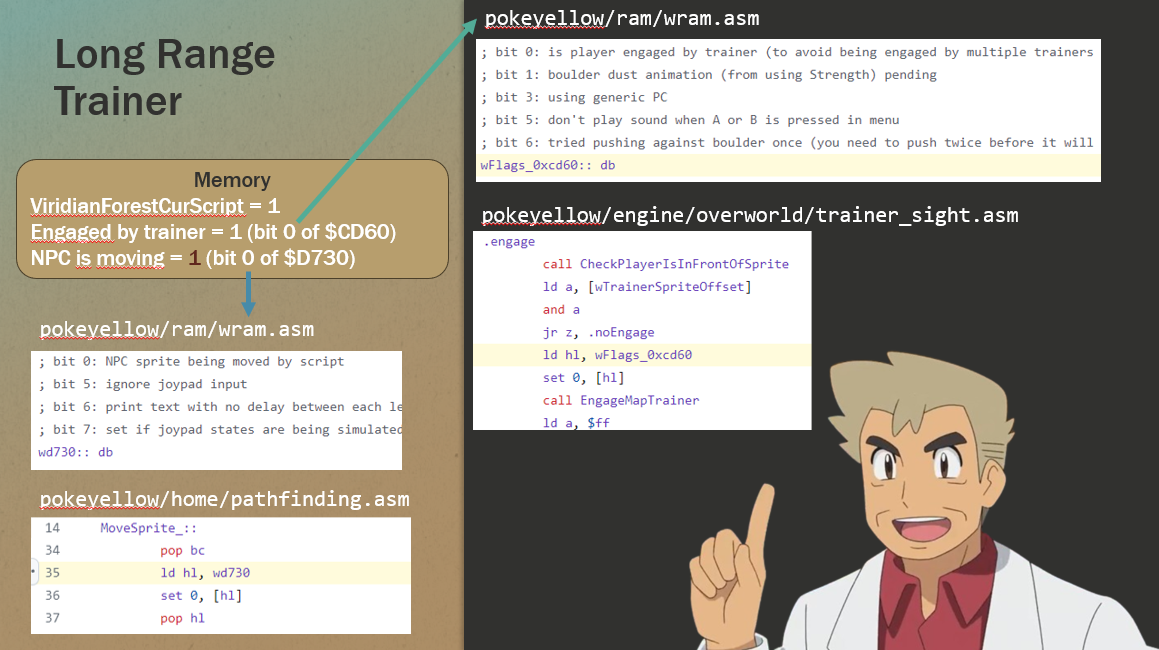 Long Range
Trainer
Memory
ViridianForestCurScript = 1
Engaged by trainer = 1 (bit 0 of $CD60)
NPC is moving = 1 (bit 0 of $D730)
pokeyellow/ram/wram.asm
; bit 0: NPC sprite being moved by script
; bit 5: ignore joypad input
; bit 6: print text with no delay between each le
; bit 7: set if joypad states are being simulated
wd730:: db
pokeyellow/home/pathfinding.asm
14 MoveSprite_::
34 pop bc
35 ld hl, wd730
36 set 0, [hl]
37 pop hl
pokeyellow/ram/wram.asm
; bit 0: is player engaged by trainer (to avoid being engaged by multiple trainers
; bit 1: boulder dust animation (from using Strength) pending
; bit 3: using generic PC
; bit 5: don't play sound when A or B is pressed in menu
; bit 6: tried pushing against boulder once (you need to push twice before it will
wFlags_0xcd60:: db
pokeyellow/engine/overworld/trainer_sight.asm
.engage
call CheckPlayerIsInFrontOfSprite
ld a, [wTrainerSpriteOffset]
and a
jr z, .noEngage
ld hl, wFlags_0xcd60
set 0, [hl]
call EngageMapTrainer
ld a, $ff